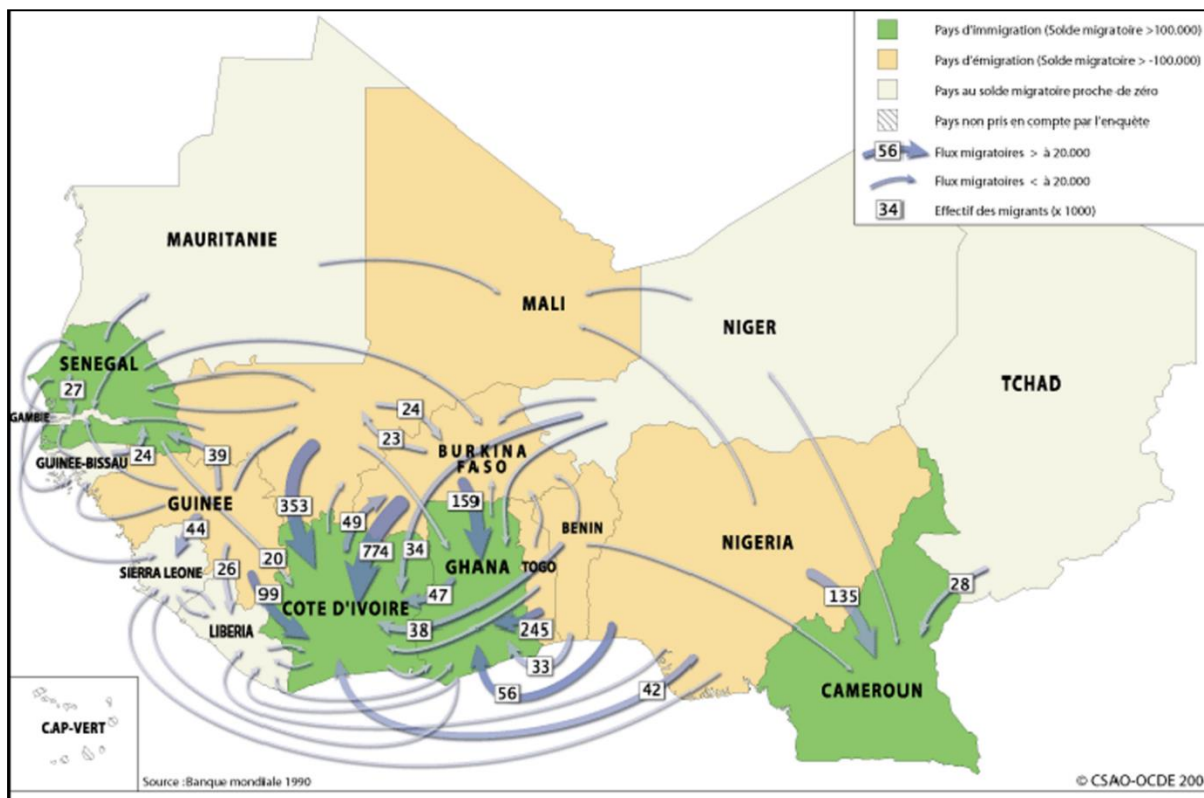 Pays d'immigration (Solde migratoire >100.000)
Pays d'émigration (Solde migratoire > -100.000)
Pays au solde migratoire proche de zéro
Pays non pris en compte par l'enquête
56 Flux migratoires > à 20.000
Flux migratoires < à 20.000
34 Effectif des migrants (x 1000)
MAURITANIE
MALI
NIGER
TCHAD
SENEGAL
27
GAMBIE
24
23
BURKINA
FASO
GUINEE-BISSAU
24
39
GUINEE
353
159
44
49
BENIN
NIGERIA
774
34
GHANA
TOGO
SIERRA LEONE
26
20
28
99
COTE D'IVOIRE
47
135
LIBERIA
38
245
33
56
42
CAMEROUN
CAP-VERT
Source : Banque mondiale 1990
© CSAO-OCDE 200